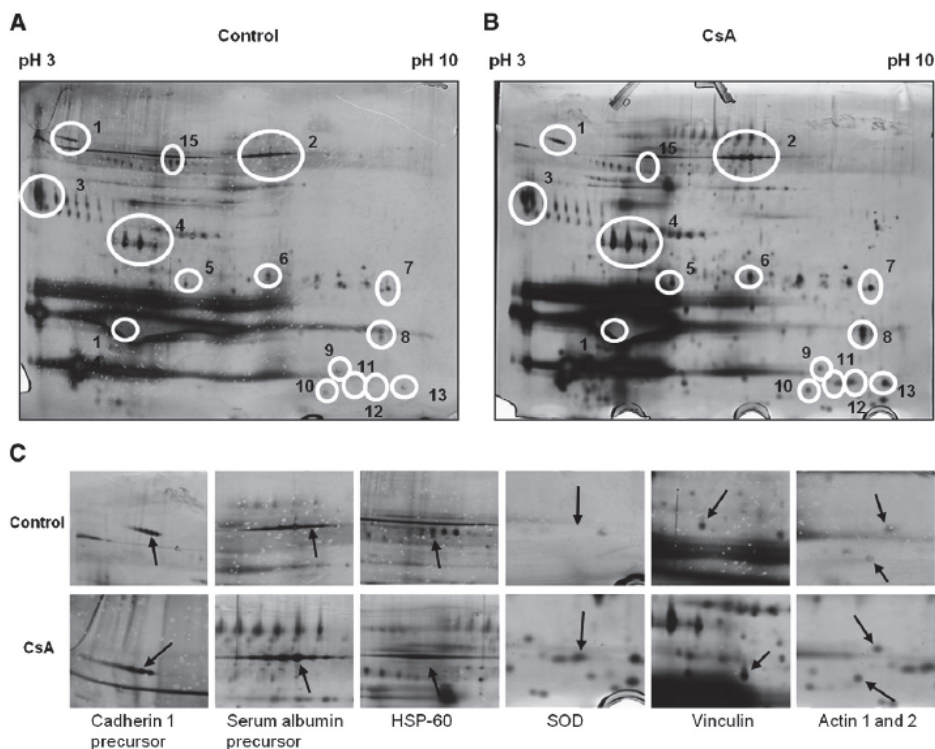 A
Control
pH 3
pH 10
1
15
2
3
4
5
6
7
1
8
9
11
10
12
13
B
CsA
pH 3
pH 10
1
15
2
3
4
5
6
7
1
8
9
11
10
12
13
C
Control
CsA
Cadherin 1 precursor
Serum albumin precursor
HSP-60
SOD
Vinculin
Actin 1 and 2